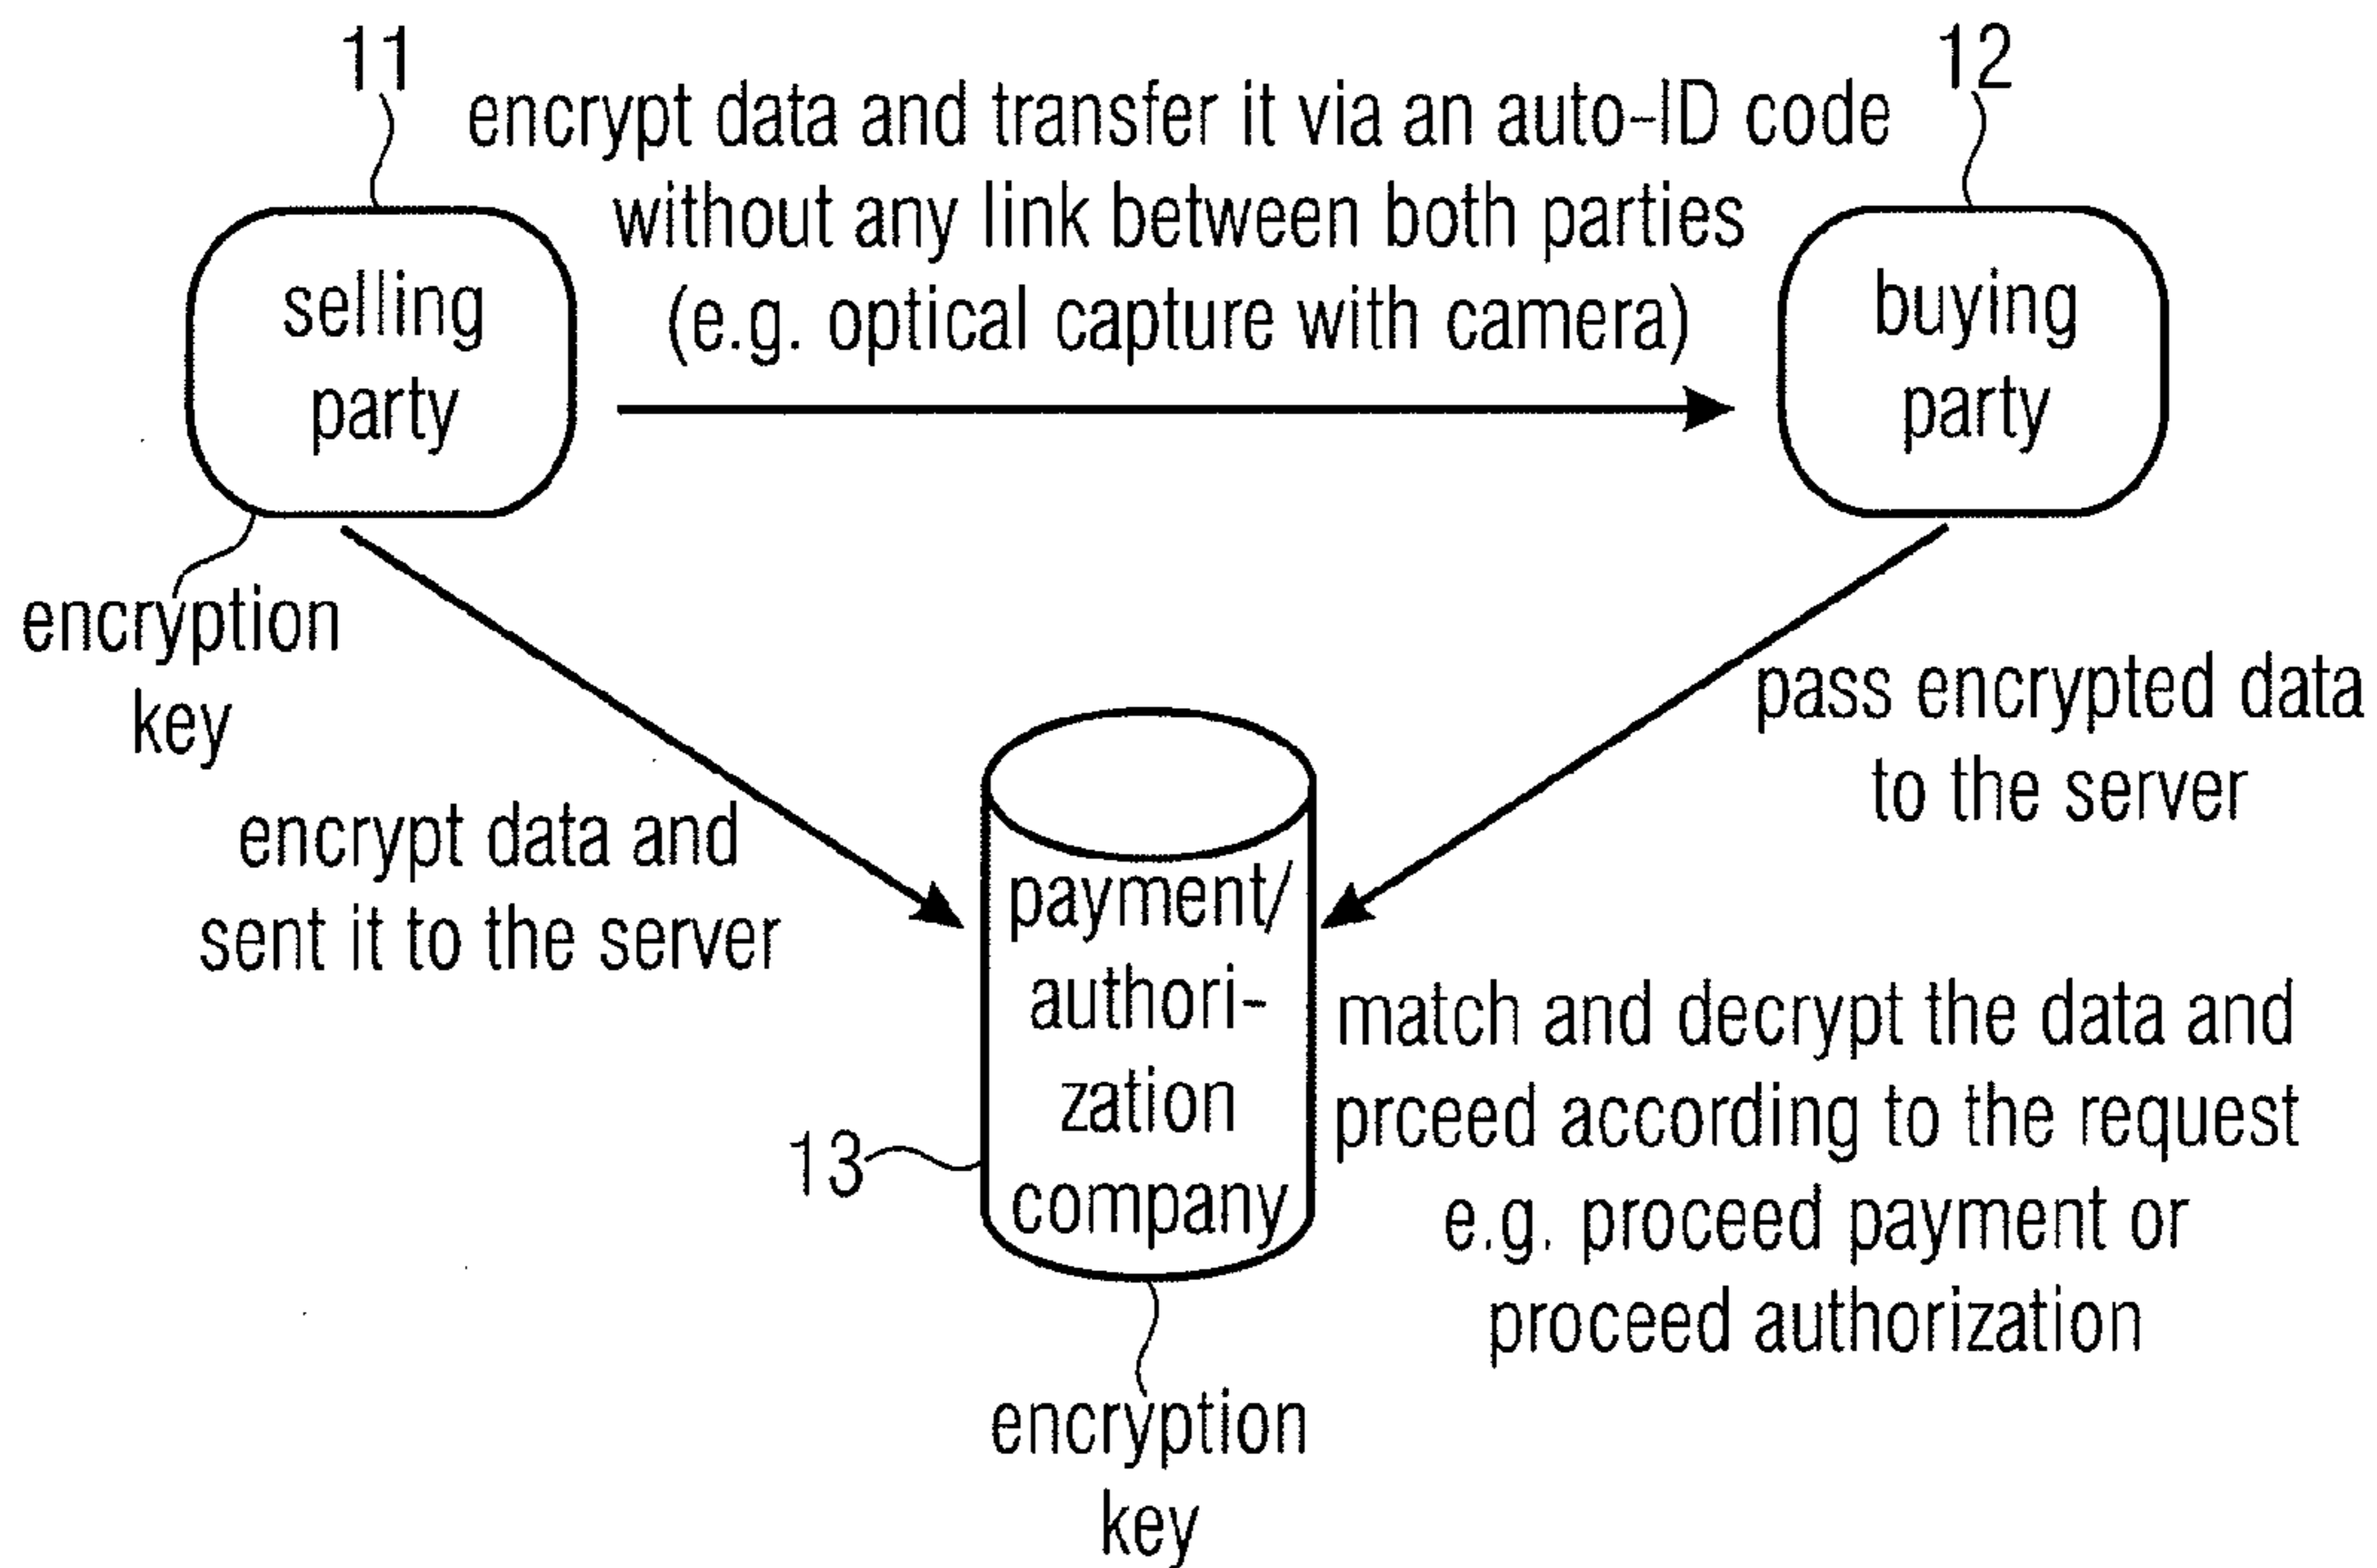 11
12
encrypt data and transfer it via an auto-ID code
without any link between both parties
(e.g. optical capture with camera)
selling
party
buying
party
encryption
key
pass encrypted data
to the server
encrypt data and
sent it to the server
payment/
authori-
zation
company
13
match and decrypt the data and
prceed according to the request
e.g. proceed payment or
proceed authorization
encryption
key